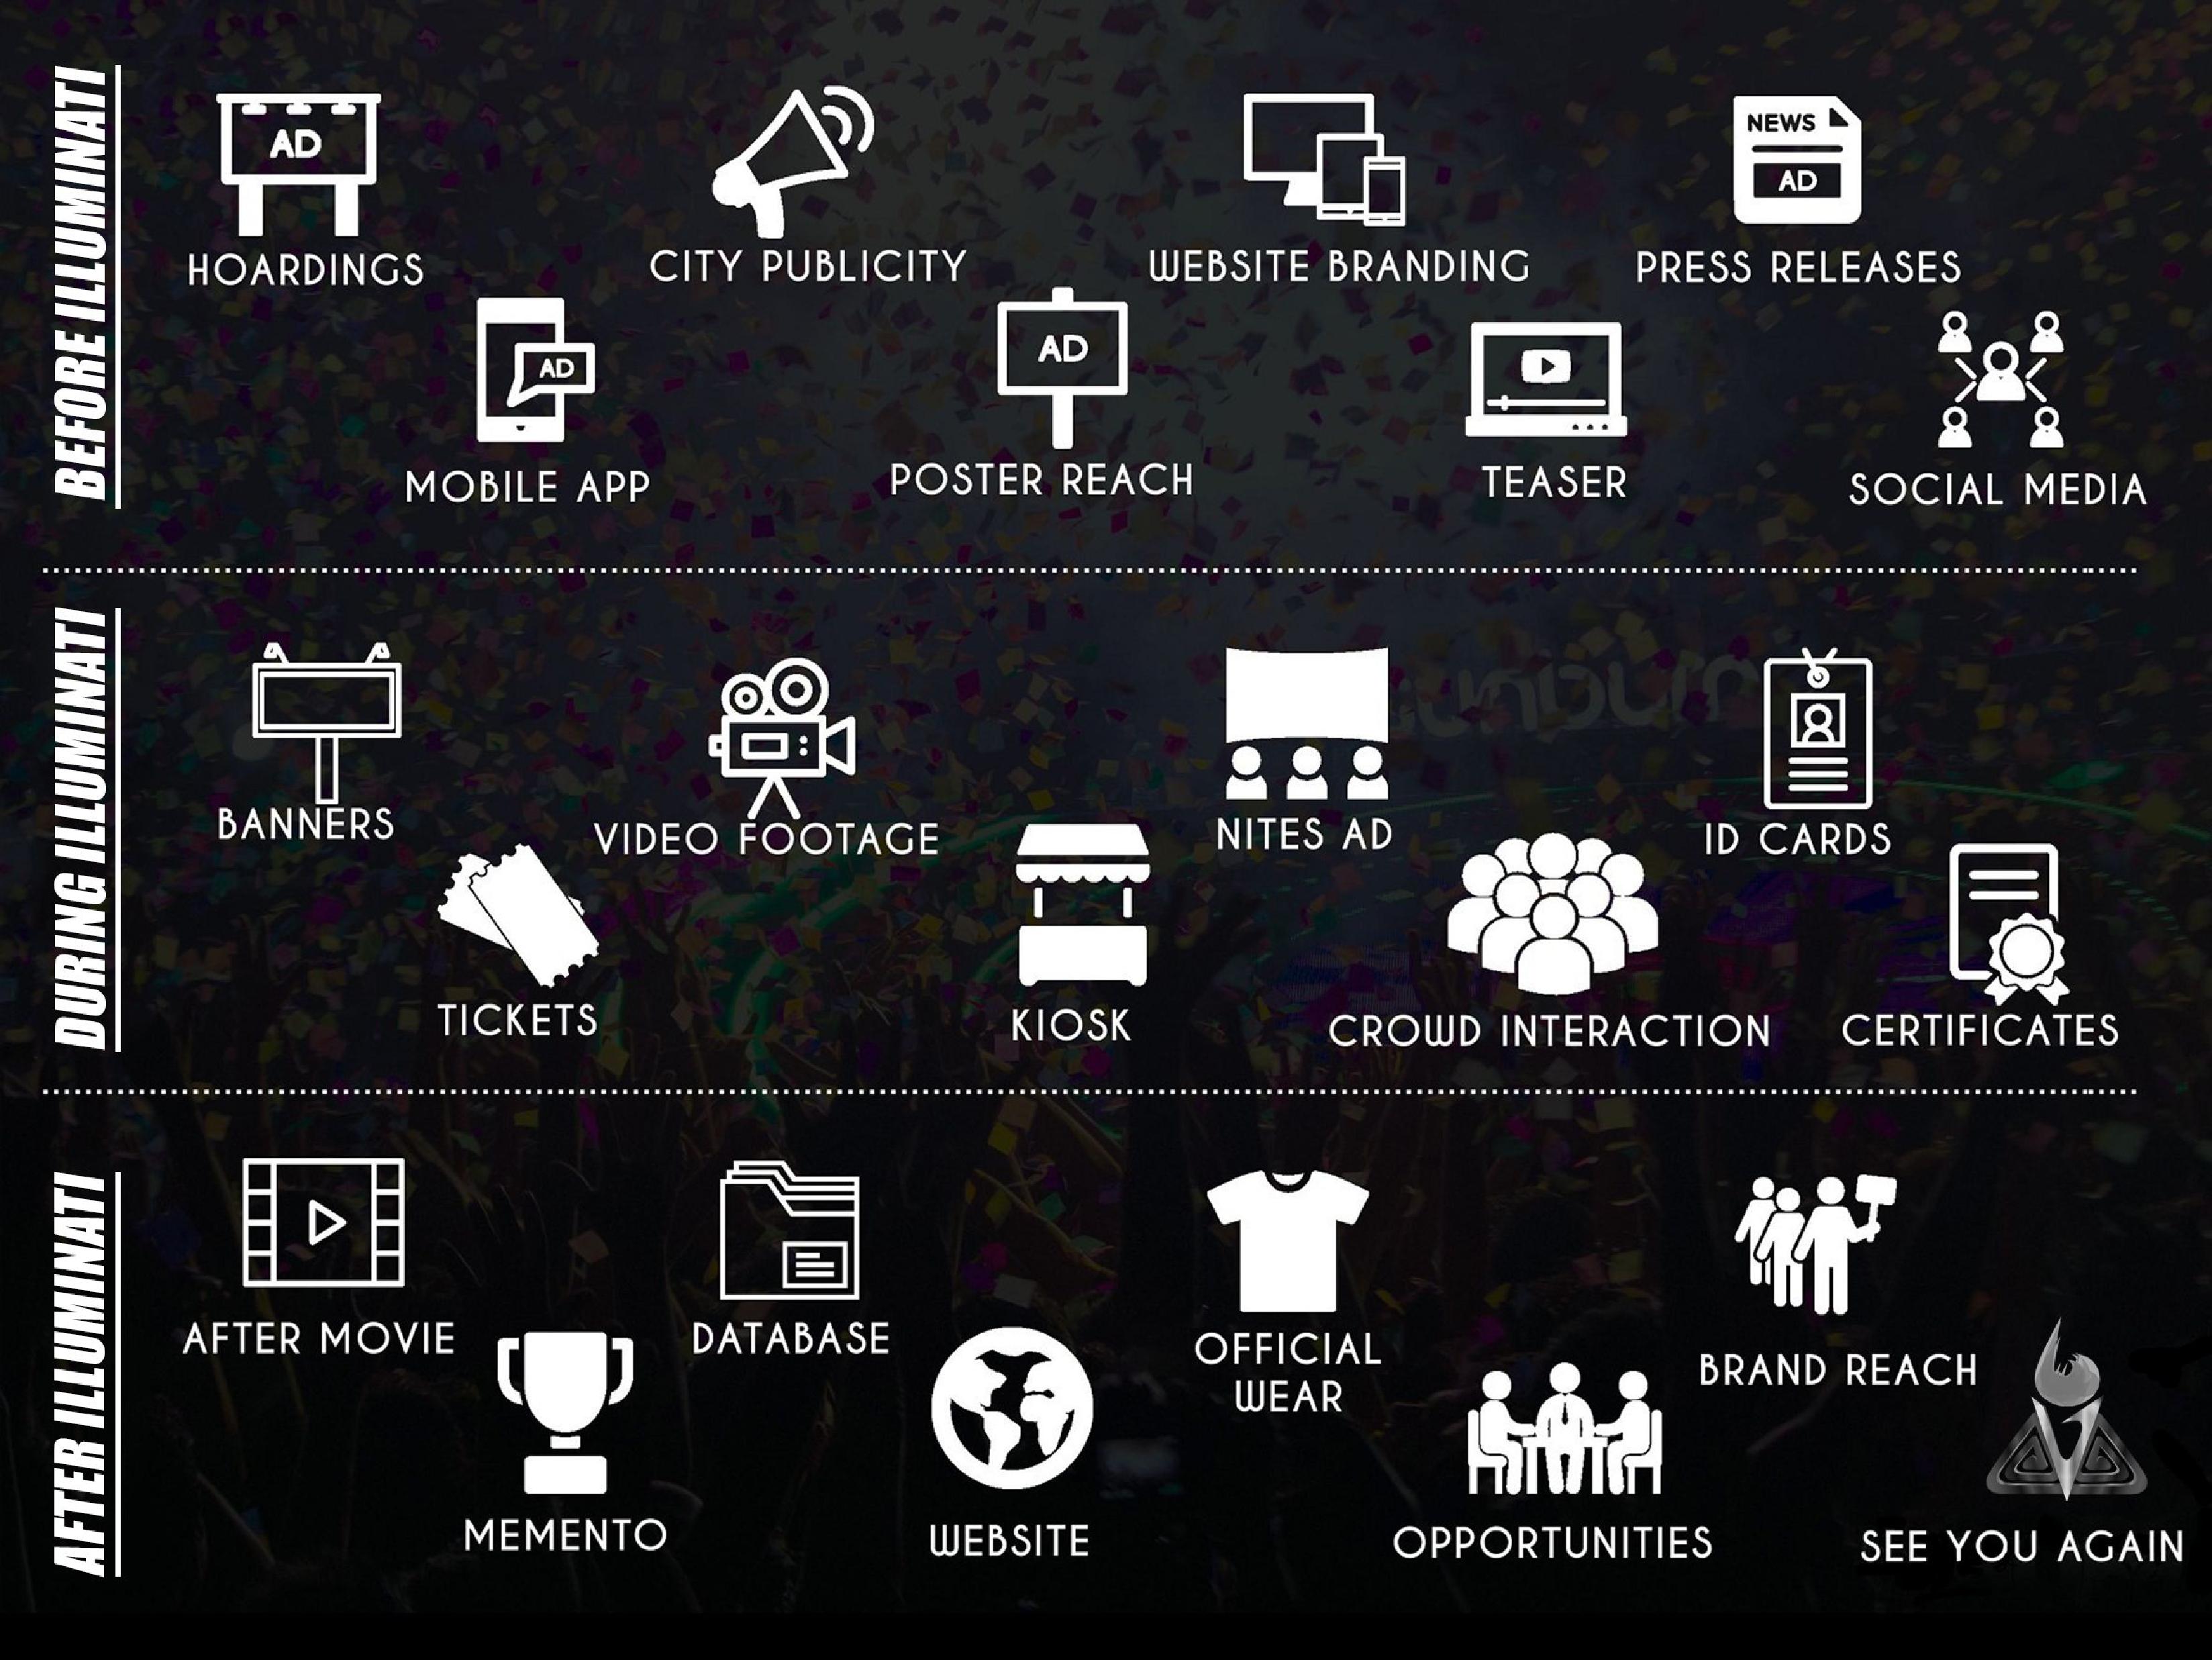 BEFORE ILLUMINATI
AD
HOARDINGS
CITY PUBLICITY
WEBSITE BRANDING
NEWS
AD
PRESS RELEASES
AD
MOBILE APP
AD
POSTER REACH
TEASER
SOCIAL MEDIA
DURING ILLUMINATI
BANNERS
VIDEO FOOTAGE
NITES AD
ID CARDS
TICKETS
KIOSK
CROWD INTERACTION
CERTIFICATES
AFTER ILLUMINATI
AFTER MOVIE
DATABASE
OFFICIAL
WEAR
BRAND REACH
MEMENTO
WEBSITE
OPPORTUNITIES
SEE YOU AGAIN